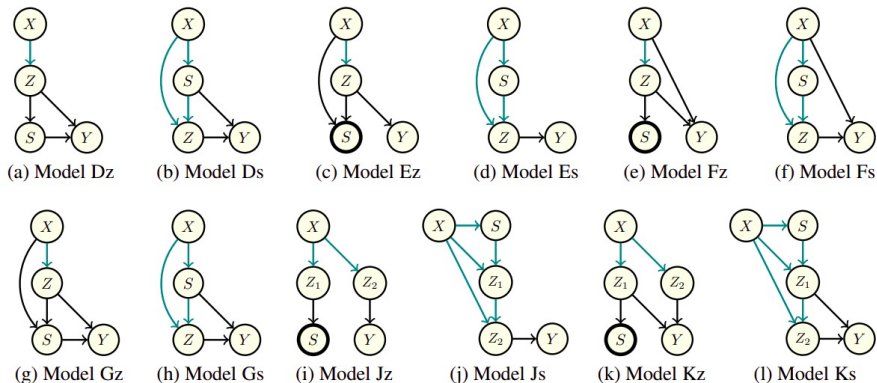 X
X
X
X
X
X
Z
S
Z
S
Z
S
S Y
Z Y
S Y
Z Y
S Y
Z Y
(a) Model Dz (b) Model Ds (c) Model Ez (d) Model Es (e) Model Fz (f) Model Fs
X
X
X
X S
X
X S
Z
S
Z₁ Z₂
Z₁
Z₁ Z₂
Z₁
S Y
Z Y
S Y
Z₂ Y
S Y
Z₂ Y
(g) Model Gz (h) Model Gs (i) Model Jz (j) Model Js (k) Model Kz (l) Model Ks